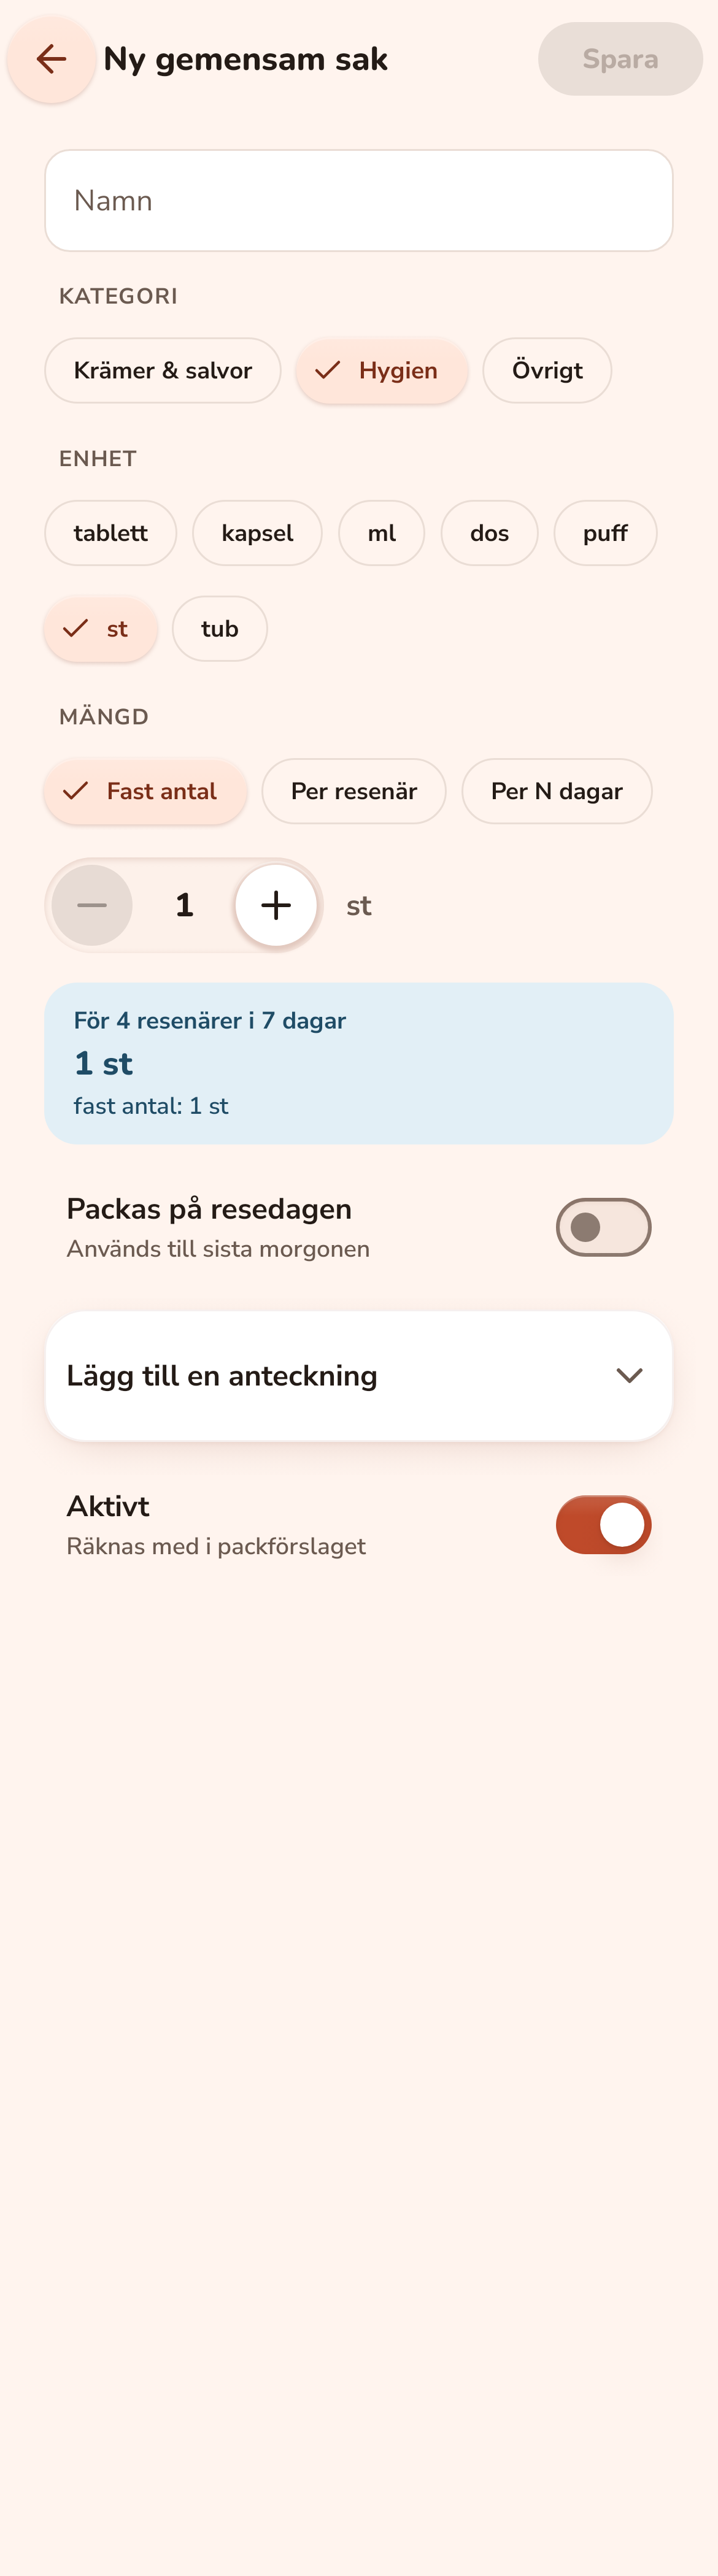 Ny gemensam sak
Spara
Namn
KATEGORI
Krämer & salvor
Hygien
Övrigt
ENHET
tablett
kapsel
ml
dos
puff
st
tub
MÄNGD
Fast antal
Per resenär
Per N dagar
1
st
För 4 resenärer i 7 dagar
1 st
fast antal: 1 st
Packas på resedagen
Används till sista morgonen
Lägg till en anteckning
Aktivt
Räknas med i packförslaget